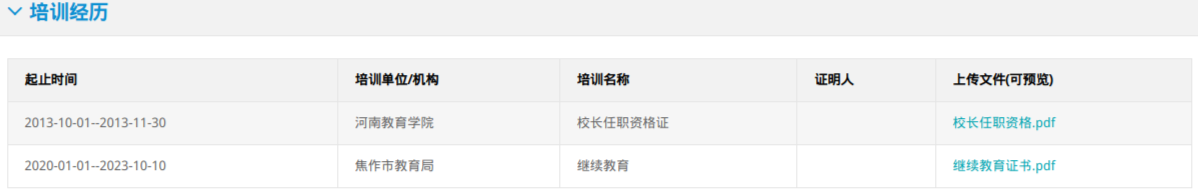 培训经历
起止时间 培训单位/机构 培训名称 证明人 上传文件(可预览)
2013-10-01--2013-11-30 河南教育学院 校长任职资格证 校长任职资格.pdf
2020-01-01--2023-10-10 焦作市教育局 继续教育 继续教育证书.pdf